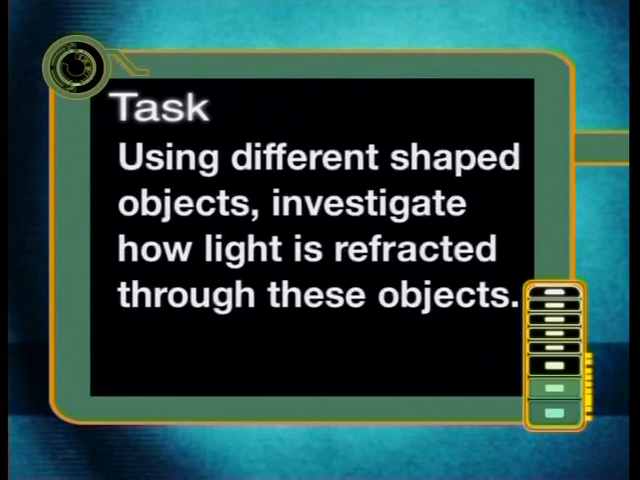 Task
Using different shaped
objects, investigate
how light is refracted
through these objects.